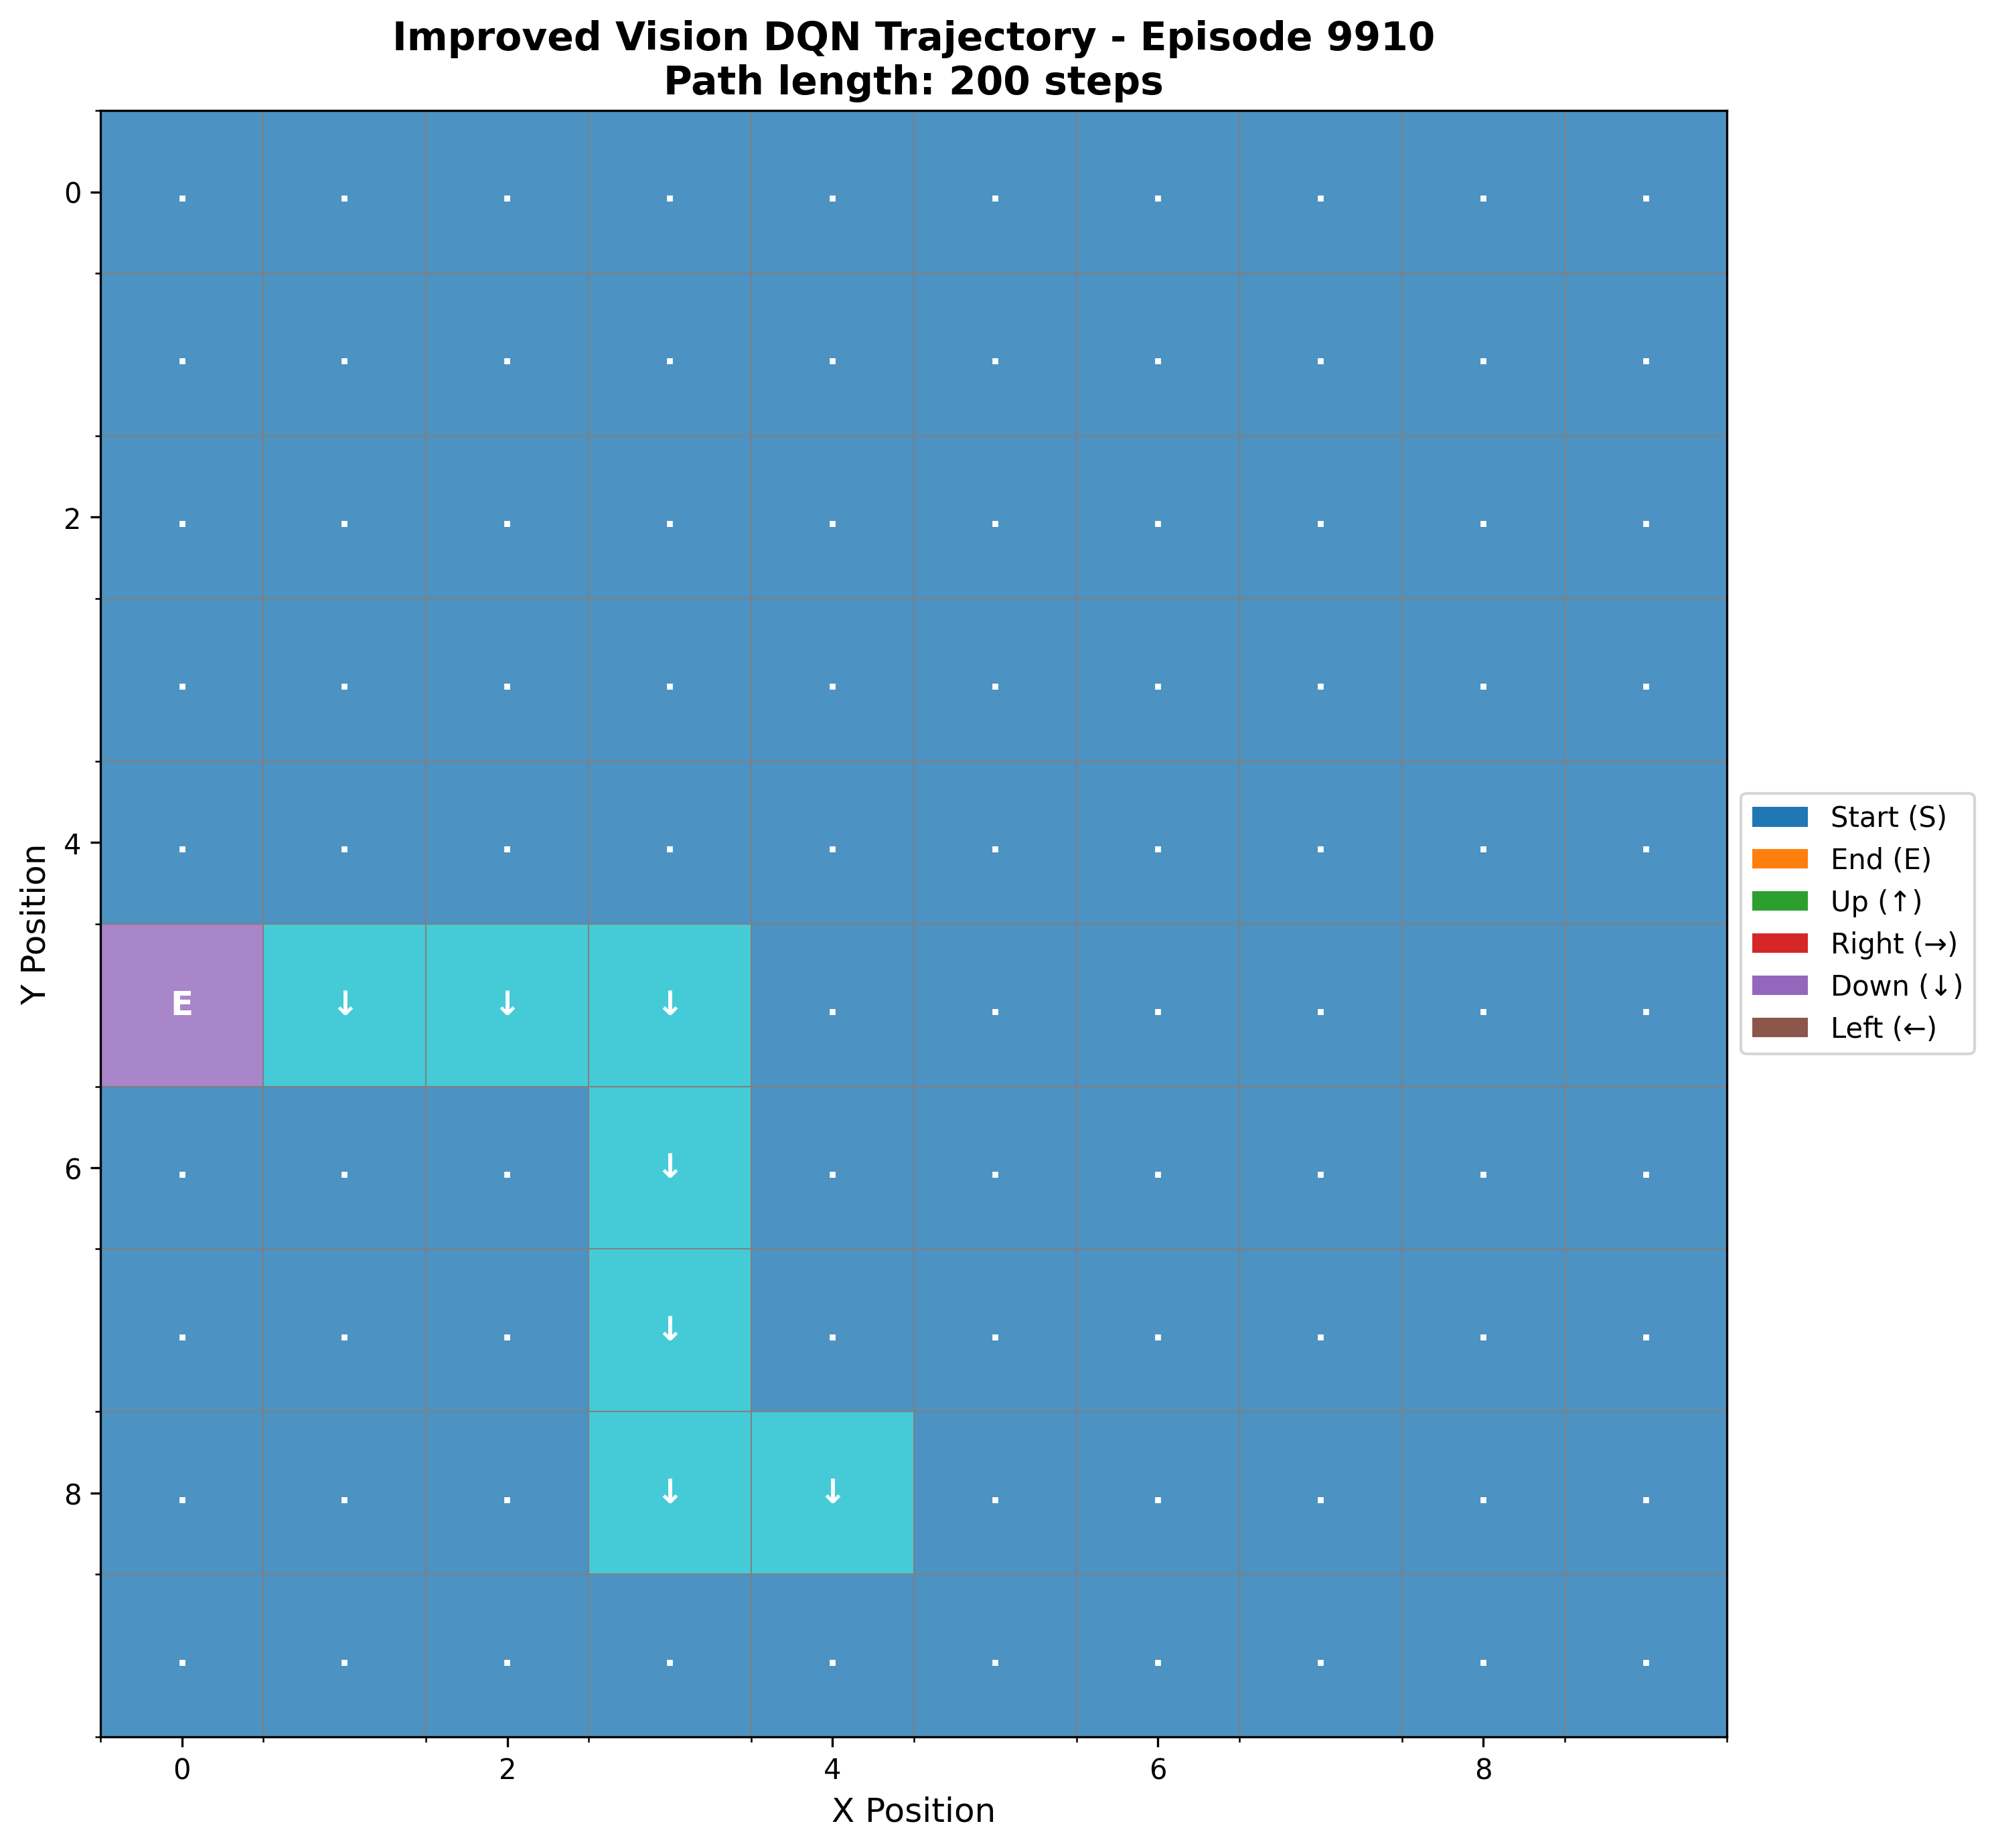 Improved Vision DQN Trajectory - Episode 9910
Path length: 200 steps
0
2
4
Y Position
E ↓ ↓ ↓
6 ↓
↓
8 ↓ ↓
0 2 4 6 8
X Position
Start (S)
End (E)
Up (↑)
Right (→)
Down (↓)
Left (←)